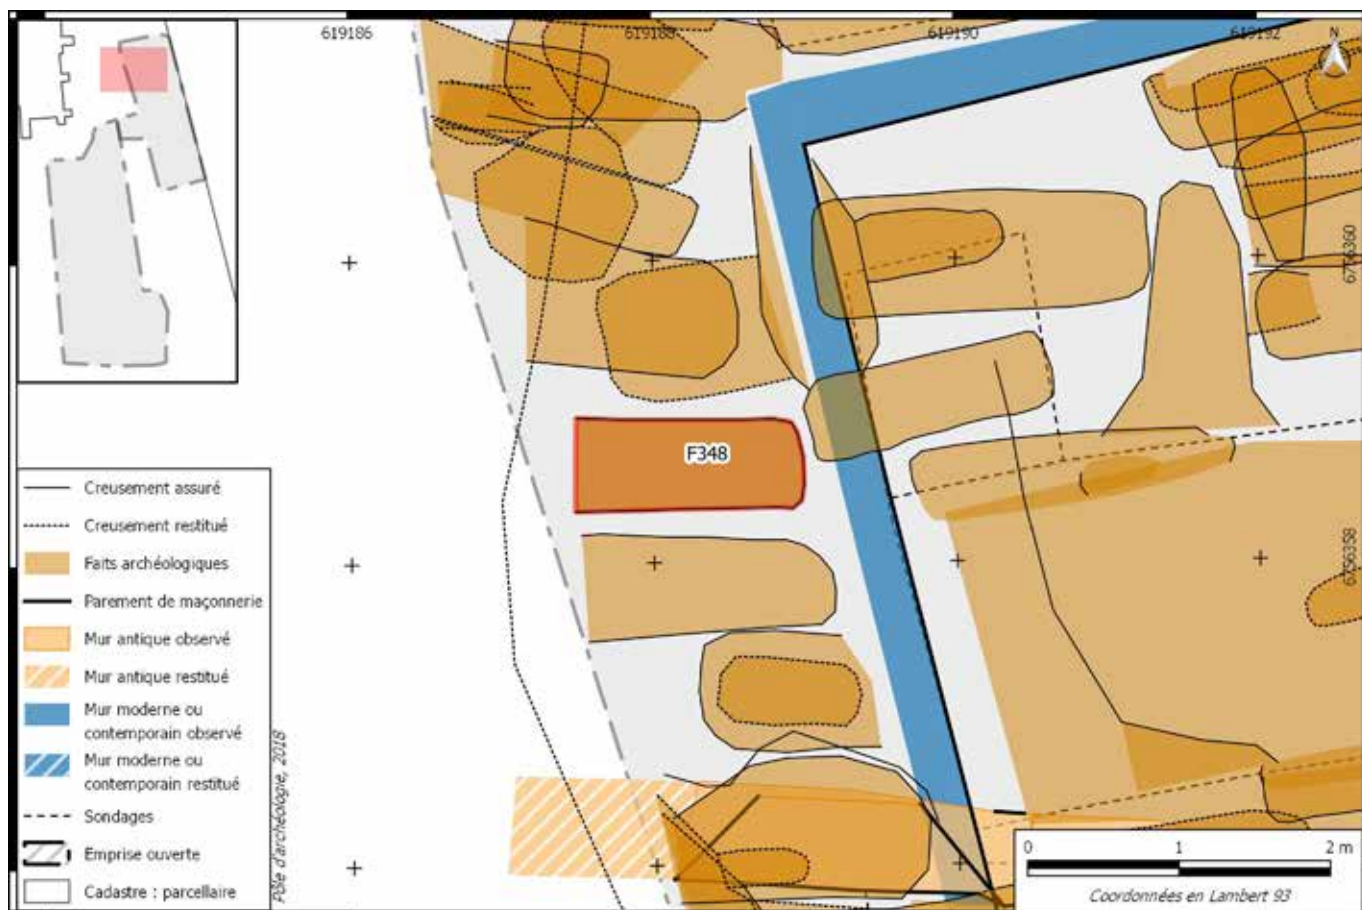 619186
619188
619190
619192
N
6756360
F348
6756358
Creusement assuré
Creusement restitué
Faits archéologiques
Parement de maçonnerie
Mur antique observé
Mur antique restitué
Mur moderne ou
contemporain observé
Mur moderne ou
contemporain restitué
Sondages
Emprise ouverte
Cadastre : parcellaire
Pôle d'archéologie, 2018
0 1 2 m
Coordonnées en Lambert 93